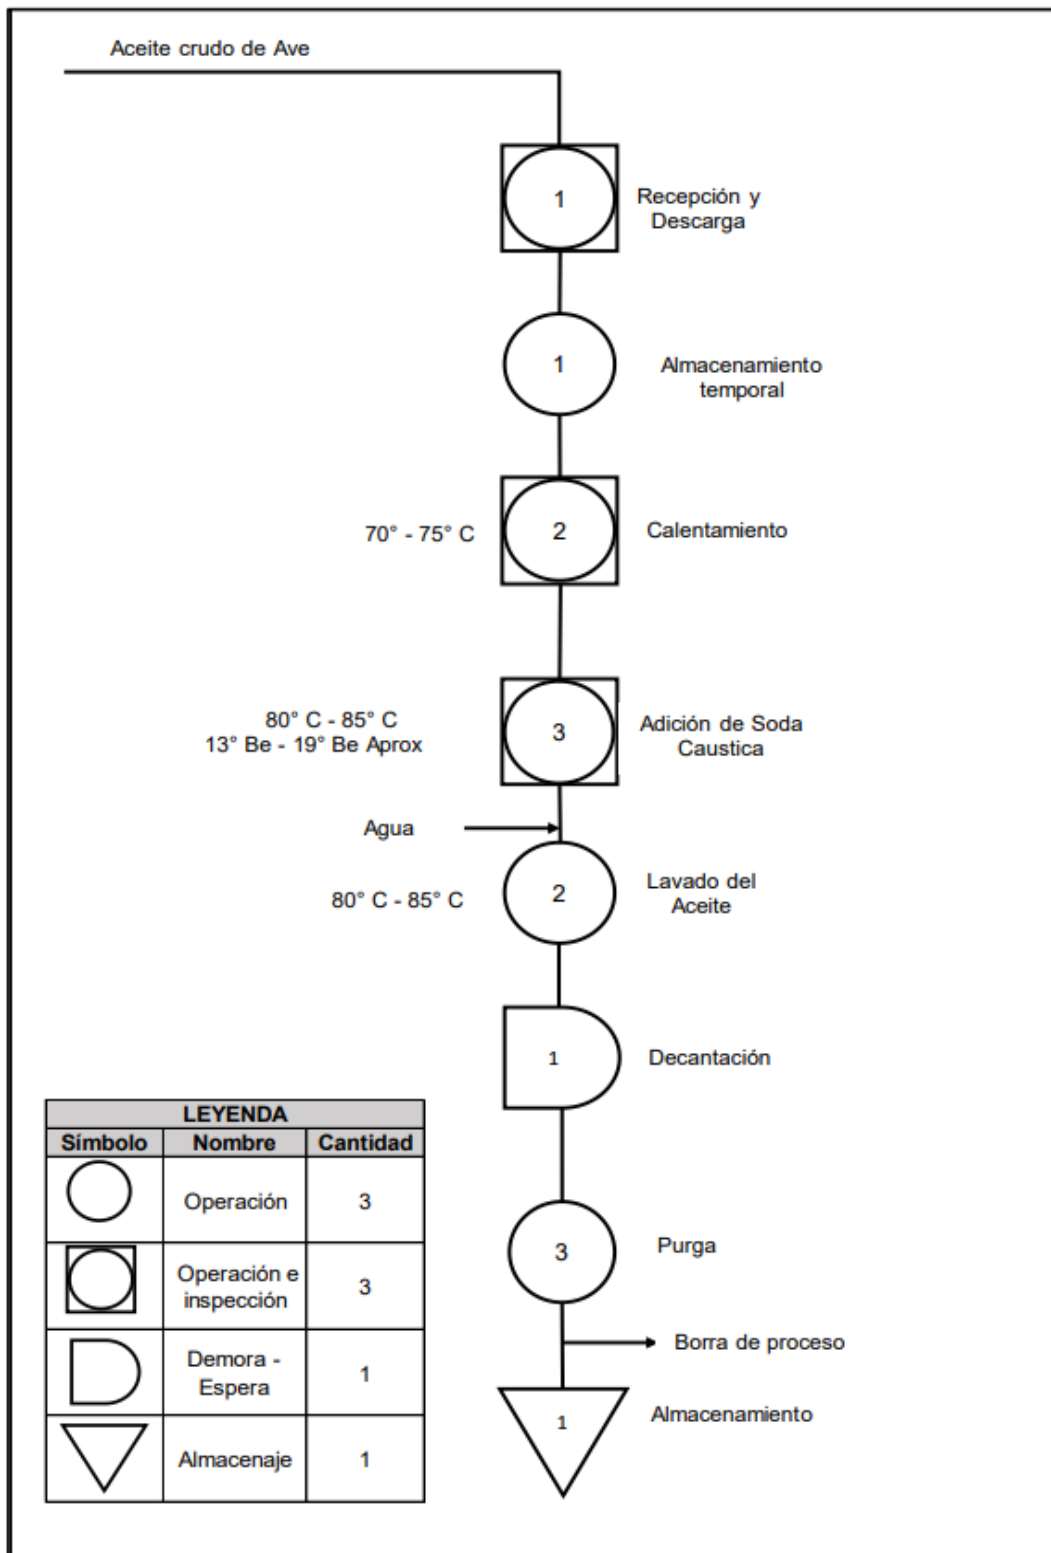 Aceite crudo de Ave
1
Recepción y
Descarga
1
Almacenamiento
temporal
70° - 75° C
2
Calentamiento
80° C - 85° C
13° Be - 19° Be Aprox
3
Adición de Soda
Caustica
Agua
80° C - 85° C
2
Lavado del
Aceite
1
Decantación
3
Purga
Borra de proceso
1
Almacenamiento
LEYENDA
Símbolo Nombre Cantidad
Operación 3
Operación e
inspección
3
Demora -
Espera
1
Almacenaje 1